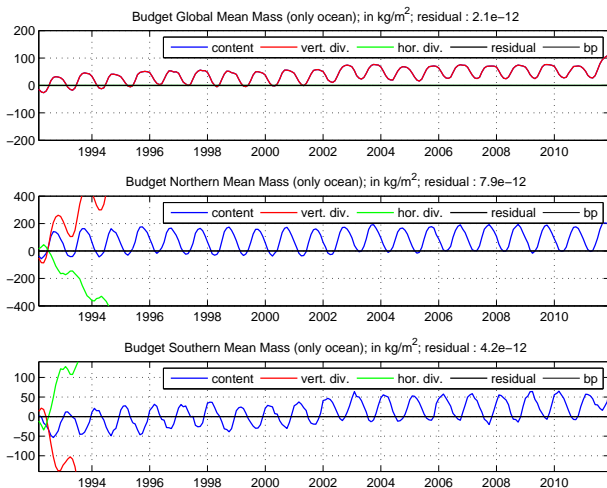 Budget Global Mean Mass (only ocean); in kg/m²; residual : 2.1e−12
content vert. div. hor. div. residual bp
200
100
0
−100
−200
1994 1996 1998 2000 2002 2004 2006 2008 2010
Budget Northern Mean Mass (only ocean); in kg/m²; residual : 7.9e−12
content vert. div. hor. div. residual bp
400
200
0
−200
−400
1994 1996 1998 2000 2002 2004 2006 2008 2010
Budget Southern Mean Mass (only ocean); in kg/m²; residual : 4.2e−12
content vert. div. hor. div. residual bp
100
50
0
−50
−100
1994 1996 1998 2000 2002 2004 2006 2008 2010